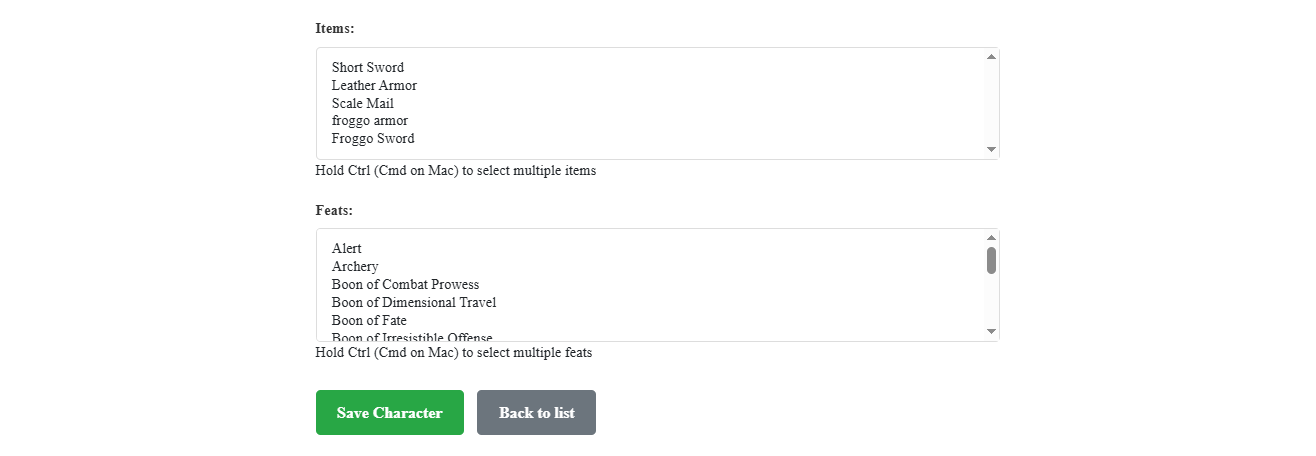 Items:
Short Sword
Leather Armor
Scale Mail
froggo armor
Froggo Sword
Hold Ctrl (Cmd on Mac) to select multiple items
Feats:
Alert
Archery
Boon of Combat Prowess
Boon of Dimensional Travel
Boon of Fate
Boon of Irresistible Offense
Hold Ctrl (Cmd on Mac) to select multiple feats
Save Character
Back to list